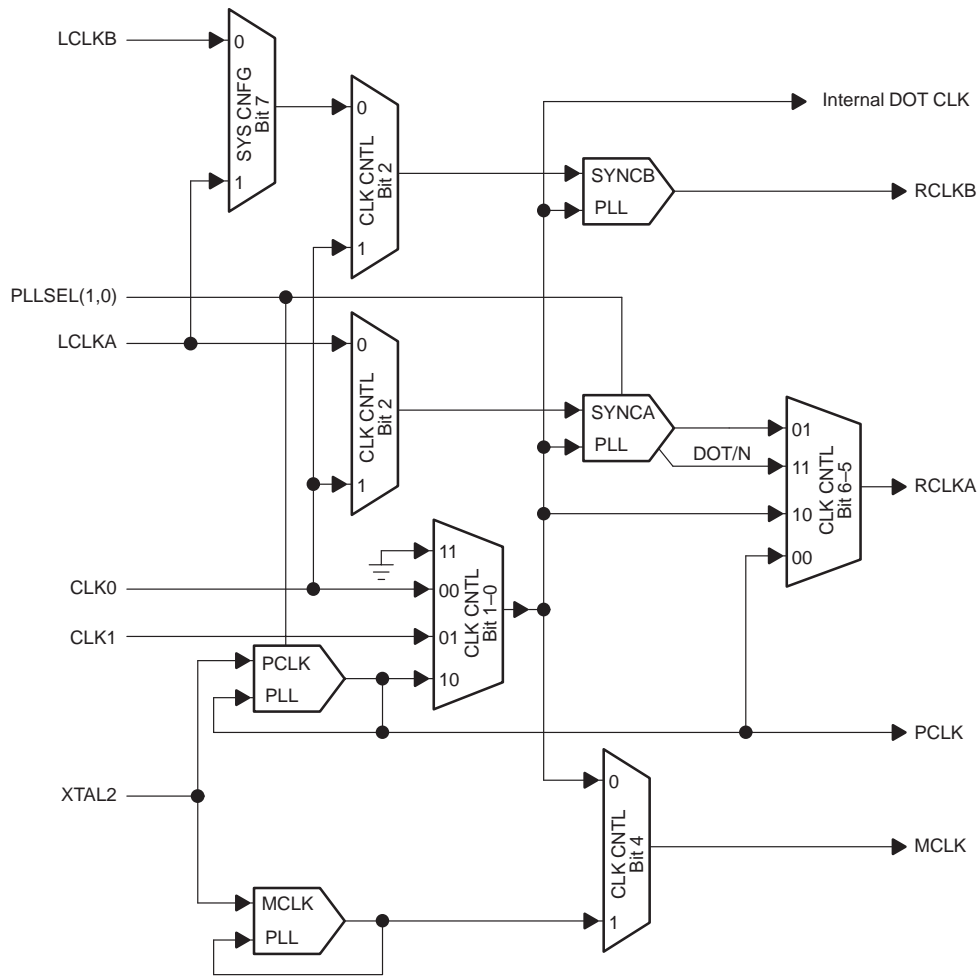 LCLKB
0
SYS CNFG
Bit 7
1
0
CLK CNTL
Bit 2
1
Internal DOT CLK
SYNCB
PLL
RCLKB
PLLSEL(1,0)
LCLKA
0
CLK CNTL
Bit 2
1
SYNCA
PLL
DOT/N
01
11
10
00
CLK CNTL
Bit 6–5
RCLKA
11
00
01
10
CLK CNTL
Bit 1–0
CLK0
CLK1
PCLK
PLL
PCLK
XTAL2
0
CLK CNTL
Bit 4
1
MCLK
MCLK
PLL